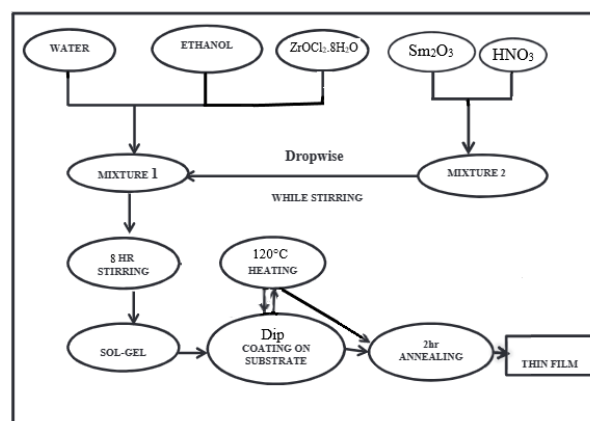 WATER
ETHANOL
ZrOCl₂.8H₂O
Sm₂O₃
HNO₃
MIXTURE 1
Dropwise
WHILE STIRRING
MIXTURE 2
8 HR
STIRRING
120°C
HEATING
SOL-GEL
Dip
COATING ON
SUBSTRATE
2hr
ANNEALING
THIN FILM